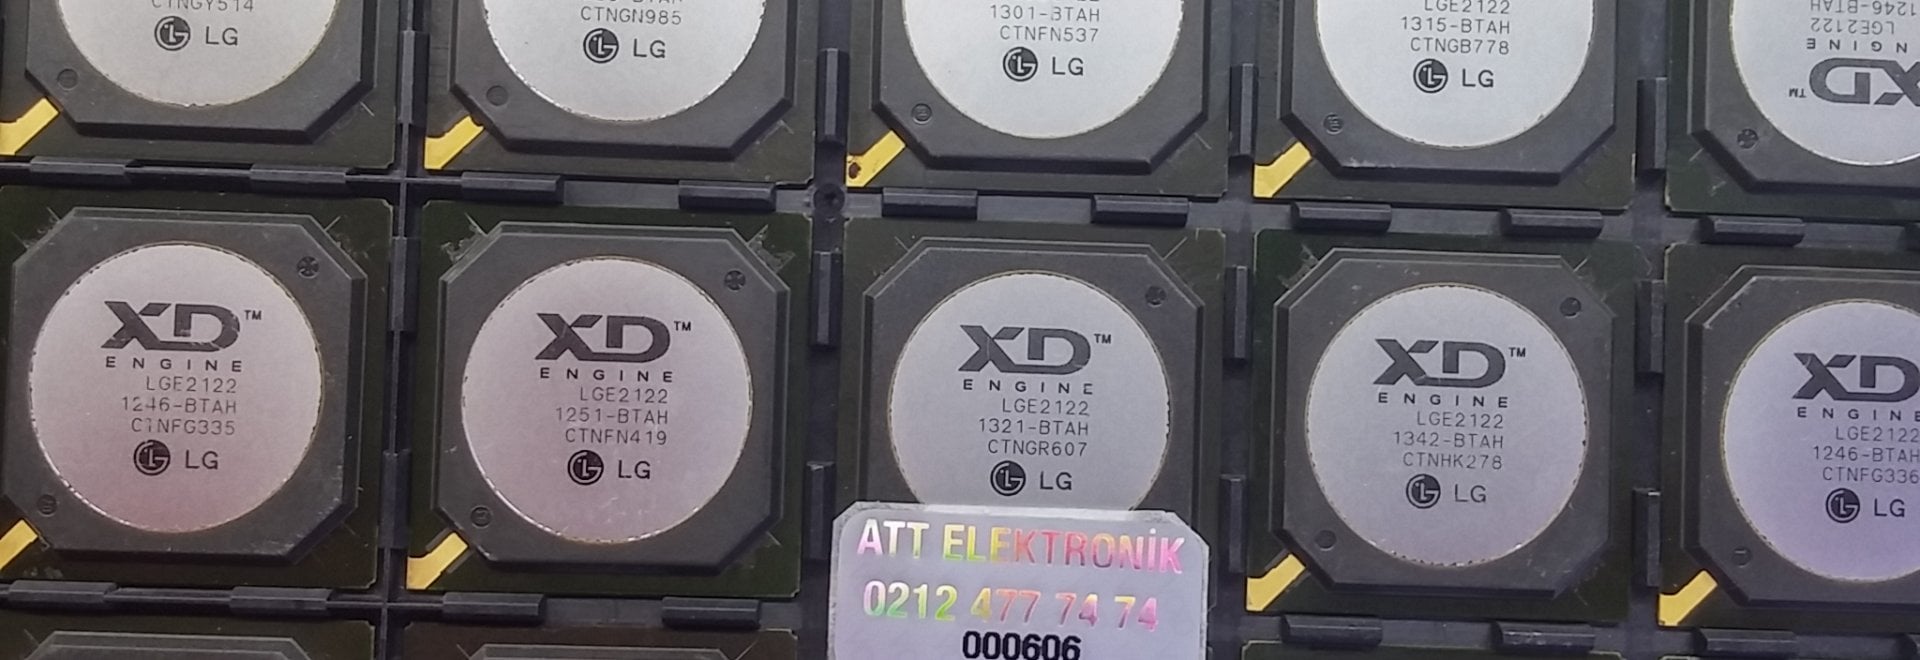 CTNGY514
LG
CTNGN985
LG
1301-BTAH
CTNFN537
LG
LGE2122
1315-BTAH
CTNGB778
LG
XD™
ENGINE
LGE2122
1246-BTAH
XD™
ENGINE
LGE2122
1246-BTAH
CTNFG335
LG
XD™
ENGINE
LGE2122
1251-BTAH
CTNFN419
LG
XD™
ENGINE
LGE2122
1321-BTAH
CTNGR607
LG
XD™
ENGINE
LGE2122
1342-BTAH
CTNHK278
LG
XD
ENGINE
LGE2122
1246-BTAH
CTNFG336
LG
ATT ELEKTRONİK
0212 477 74 74
000606